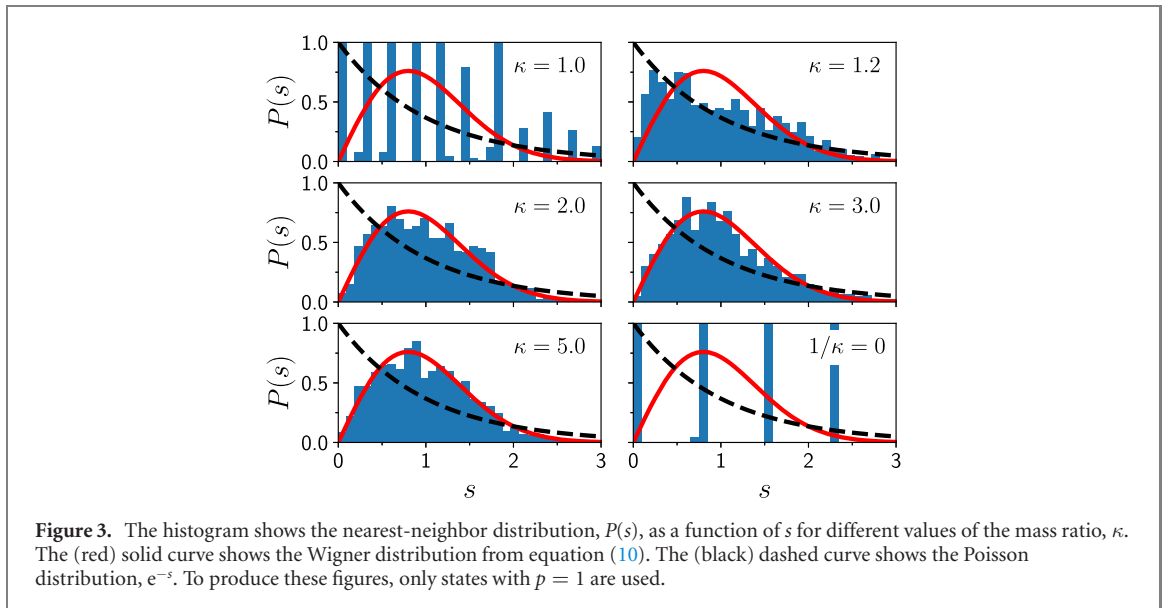 1.0
0.5
0.0
P(s)
κ = 1.0
κ = 1.2
1.0
0.5
0.0
P(s)
κ = 2.0
κ = 3.0
1.0
0.5
0.0
P(s)
κ = 5.0
1/κ = 0
0 1 2 3 0 1 2 3
s s
Figure 3. The histogram shows the nearest-neighbor distribution, P(s), as a function of s for different values of the mass ratio, κ.
The (red) solid curve shows the Wigner distribution from equation (10). The (black) dashed curve shows the Poisson
distribution, e⁻ˢ. To produce these figures, only states with p = 1 are used.